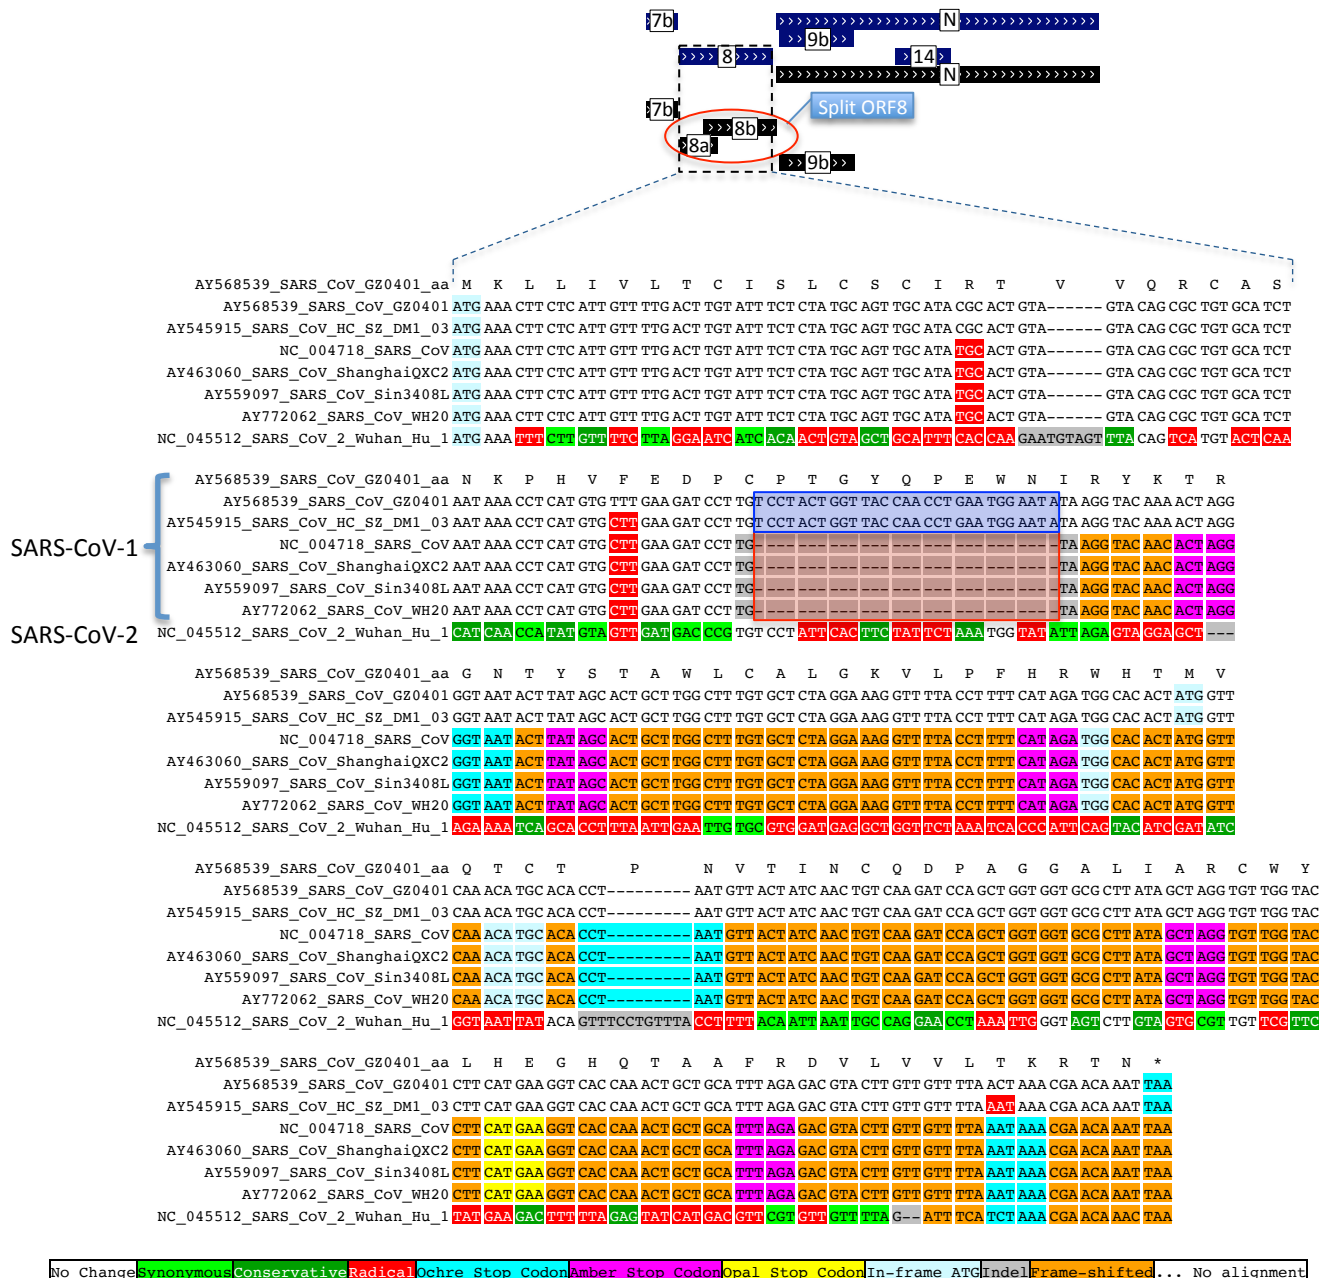 7b
N
9b
8
14
N
7b
Split ORF8
8b
8a
9b
AY568539_SARS_CoV_GZ0401_aa M K L L I V L T C I S L C S C I R T V V Q R C A S
AY568539_SARS_CoV_GZ0401 ATG AAA CTT CTC ATT GTT TTG ACT TGT ATT TCT CTA TGC AGT TGC ATA CGC ACT GTA------ GTA CAG CGC TGT GCA TCT
AY545915_SARS_CoV_HC_SZ_DM1_03 ATG AAA CTT CTC ATT GTT TTG ACT TGT ATT TCT CTA TGC AGT TGC ATA CGC ACT GTA------ GTA CAG CGC TGT GCA TCT
NC_004718_SARS_CoV ATG AAA CTT CTC ATT GTT TTG ACT TGT ATT TCT CTA TGC AGT TGC ATA TGC ACT GTA------ GTA CAG CGC TGT GCA TCT
AY463060_SARS_CoV_ShanghaiQXC2 ATG AAA CTT CTC ATT GTT TTG ACT TGT ATT TCT CTA TGC AGT TGC ATA TGC ACT GTA------ GTA CAG CGC TGT GCA TCT
AY559097_SARS_CoV_Sin3408L ATG AAA CTT CTC ATT GTT TTG ACT TGT ATT TCT CTA TGC AGT TGC ATA TGC ACT GTA------ GTA CAG CGC TGT GCA TCT
AY772062_SARS_CoV_WH20 ATG AAA CTT CTC ATT GTT TTG ACT TGT ATT TCT CTA TGC AGT TGC ATA TGC ACT GTA------ GTA CAG CGC TGT GCA TCT
NC_045512_SARS_CoV_2_Wuhan_Hu_1 ATG AAA TTT CTT GTT TTC TTA GGA ATC ATC ACA ACT GTA GCT GCA TTT CAC CAA GAATGTAGT TTA CAG TCA TGT ACT CAA
AY568539_SARS_CoV_GZ0401_aa N K P H V F E D P C P T G Y Q P E W N I R Y K T R
AY568539_SARS_CoV_GZ0401 AAT AAA CCT CAT GTG TTT GAA GAT CCT TGT CCT ACT GGT TAC CAA CCT GAA TGG AAT ATA AGG TAC AAA ACT AGG
AY545915_SARS_CoV_HC_SZ_DM1_03 AAT AAA CCT CAT GTG CTT GAA GAT CCT TGT CCT ACT GGT TAC CAA CCT GAA TGG AAT ATA AGG TAC AAA ACT AGG
SARS-CoV-1
NC_004718_SARS_CoV AAT AAA CCT CAT GTG CTT GAA GAT CCT TG-----------------------------TA AGG TAC AAC ACT AGG
AY463060_SARS_CoV_ShanghaiQXC2 AAT AAA CCT CAT GTG CTT GAA GAT CCT TG-----------------------------TA AGG TAC AAC ACT AGG
AY559097_SARS_CoV_Sin3408L AAT AAA CCT CAT GTG CTT GAA GAT CCT TG-----------------------------TA AGG TAC AAC ACT AGG
AY772062_SARS_CoV_WH20 AAT AAA CCT CAT GTG CTT GAA GAT CCT TG-----------------------------TA AGG TAC AAC ACT AGG
SARS-CoV-2
NC_045512_SARS_CoV_2_Wuhan_Hu_1 CAT CAA CCA TAT GTA GTT GAT GAC CCG TGT CCT ATT CAC TTC TAT TCT AAA TGG TAT ATT AGA GTA GGA GCT ---
AY568539_SARS_CoV_GZ0401_aa G N T Y S T A W L C A L G K V L P F H R W H T M V
AY568539_SARS_CoV_GZ0401 GGT AAT ACT TAT AGC ACT GCT TGG CTT TGT GCT CTA GGA AAG GTT TTA CCT TTT CAT AGA TGG CAC ACT ATG GTT
AY545915_SARS_CoV_HC_SZ_DM1_03 GGT AAT ACT TAT AGC ACT GCT TGG CTT TGT GCT CTA GGA AAG GTT TTA CCT TTT CAT AGA TGG CAC ACT ATG GTT
NC_004718_SARS_CoV GGT AAT ACT TAT AGC ACT GCT TGG CTT TGT GCT CTA GGA AAG GTT TTA CCT TTT CAT AGA TGG CAC ACT ATG GTT
AY463060_SARS_CoV_ShanghaiQXC2 GGT AAT ACT TAT AGC ACT GCT TGG CTT TGT GCT CTA GGA AAG GTT TTA CCT TTT CAT AGA TGG CAC ACT ATG GTT
AY559097_SARS_CoV_Sin3408L GGT AAT ACT TAT AGC ACT GCT TGG CTT TGT GCT CTA GGA AAG GTT TTA CCT TTT CAT AGA TGG CAC ACT ATG GTT
AY772062_SARS_CoV_WH20 GGT AAT ACT TAT AGC ACT GCT TGG CTT TGT GCT CTA GGA AAG GTT TTA CCT TTT CAT AGA TGG CAC ACT ATG GTT
NC_045512_SARS_CoV_2_Wuhan_Hu_1 AGA AAA TCA GCA CCT TTA ATT GAA TTG TGC GTG GAT GAG GCT GGT TCT AAA TCA CCC ATT CAG TAC ATC GAT ATC
AY568539_SARS_CoV_GZ0401_aa Q T C T P N V T I N C Q D P A G G A L I A R C W Y
AY568539_SARS_CoV_GZ0401 CAA ACA TGC ACA CCT--------- AAT GTT ACT ATC AAC TGT CAA GAT CCA GCT GGT GGT GCG CTT ATA GCT AGG TGT TGG TAC
AY545915_SARS_CoV_HC_SZ_DM1_03 CAA ACA TGC ACA CCT--------- AAT GTT ACT ATC AAC TGT CAA GAT CCA GCT GGT GGT GCG CTT ATA GCT AGG TGT TGG TAC
NC_004718_SARS_CoV CAA ACA TGC ACA CCT--------- AAT GTT ACT ATC AAC TGT CAA GAT CCA GCT GGT GGT GCG CTT ATA GCT AGG TGT TGG TAC
AY463060_SARS_CoV_ShanghaiQXC2 CAA ACA TGC ACA CCT--------- AAT GTT ACT ATC AAC TGT CAA GAT CCA GCT GGT GGT GCG CTT ATA GCT AGG TGT TGG TAC
AY559097_SARS_CoV_Sin3408L CAA ACA TGC ACA CCT--------- AAT GTT ACT ATC AAC TGT CAA GAT CCA GCT GGT GGT GCG CTT ATA GCT AGG TGT TGG TAC
AY772062_SARS_CoV_WH20 CAA ACA TGC ACA CCT--------- AAT GTT ACT ATC AAC TGT CAA GAT CCA GCT GGT GGT GCG CTT ATA GCT AGG TGT TGG TAC
NC_045512_SARS_CoV_2_Wuhan_Hu_1 GGT AAT TAT ACA GTTTCCTGTTTA CCT TTT ACA ATT AAT TGC CAG GAA CCT AAA TTG GGT AGT CTT GTA GTG CGT TGT TCG TTC
AY568539_SARS_CoV_GZ0401_aa L H E G H Q T A A F R D V L V V L T K R T N *
AY568539_SARS_CoV_GZ0401 CTT CAT GAA GGT CAC CAA ACT GCT GCA TTT AGA GAC GTA CTT GTT GTT TTA ACT AAA CGA ACA AAT TAA
AY545915_SARS_CoV_HC_SZ_DM1_03 CTT CAT GAA GGT CAC CAA ACT GCT GCA TTT AGA GAC GTA CTT GTT GTT TTA AAT AAA CGA ACA AAT TAA
NC_004718_SARS_CoV CTT CAT GAA GGT CAC CAA ACT GCT GCA TTT AGA GAC GTA CTT GTT GTT TTA AAT AAA CGA ACA AAT TAA
AY463060_SARS_CoV_ShanghaiQXC2 CTT CAT GAA GGT CAC CAA ACT GCT GCA TTT AGA GAC GTA CTT GTT GTT TTA AAT AAA CGA ACA AAT TAA
AY559097_SARS_CoV_Sin3408L CTT CAT GAA GGT CAC CAA ACT GCT GCA TTT AGA GAC GTA CTT GTT GTT TTA AAT AAA CGA ACA AAT TAA
AY772062_SARS_CoV_WH20 CTT CAT GAA GGT CAC CAA ACT GCT GCA TTT AGA GAC GTA CTT GTT GTT TTA AAT AAA CGA ACA AAT TAA
NC_045512_SARS_CoV_2_Wuhan_Hu_1 TAT GAA GAC TTT TTA GAG TAT CAT GAC GTT CGT GTT GTT TTA G-- ATT TCA TCT AAA CGA ACA AAC TAA
No Change Synonymous Conservative Radical Ochre Stop Codon Amber Stop Codon Opal Stop Codon In-frame ATG Indel Frame-shifted ... No alignment